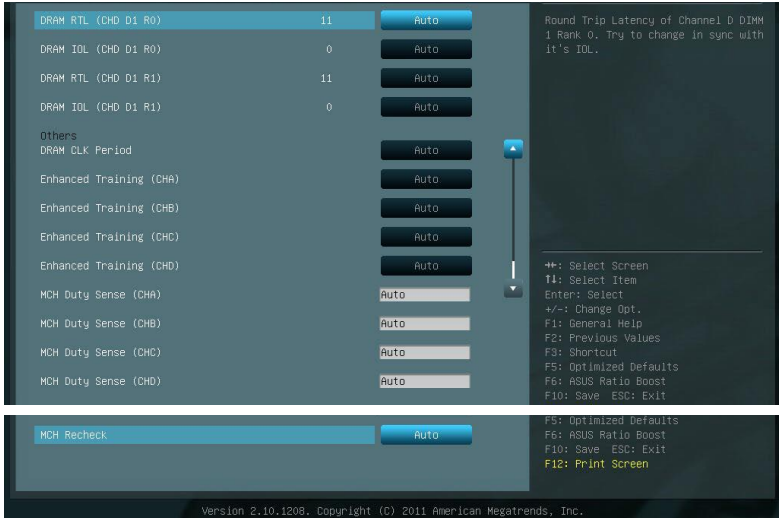 DRAM RTL (CHD D1 R0) 11 Auto
DRAM IOL (CHD D1 R0) 0 Auto
DRAM RTL (CHD D1 R1) 11 Auto
DRAM IOL (CHD D1 R1) 0 Auto
Others
DRAM CLK Period Auto
Enhanced Training (CHA) Auto
Enhanced Training (CHB) Auto
Enhanced Training (CHC) Auto
Enhanced Training (CHD) Auto
MCH Duty Sense (CHA) Auto
MCH Duty Sense (CHB) Auto
MCH Duty Sense (CHC) Auto
MCH Duty Sense (CHD) Auto
Round Trip Latency of Channel D DIMM
1 Rank 0. Try to change in sync with
it's IOL.
→←: Select Screen
↑↓: Select Item
Enter: Select
+/-: Change Opt.
F1: General Help
F2: Previous Values
F3: Shortcut
F5: Optimized Defaults
F6: ASUS Ratio Boost
F10: Save ESC: Exit
MCH Recheck Auto
F5: Optimized Defaults
F6: ASUS Ratio Boost
F10: Save ESC: Exit
F12: Print Screen
Version 2.10.1208. Copyright (C) 2011 American Megatrends, Inc.